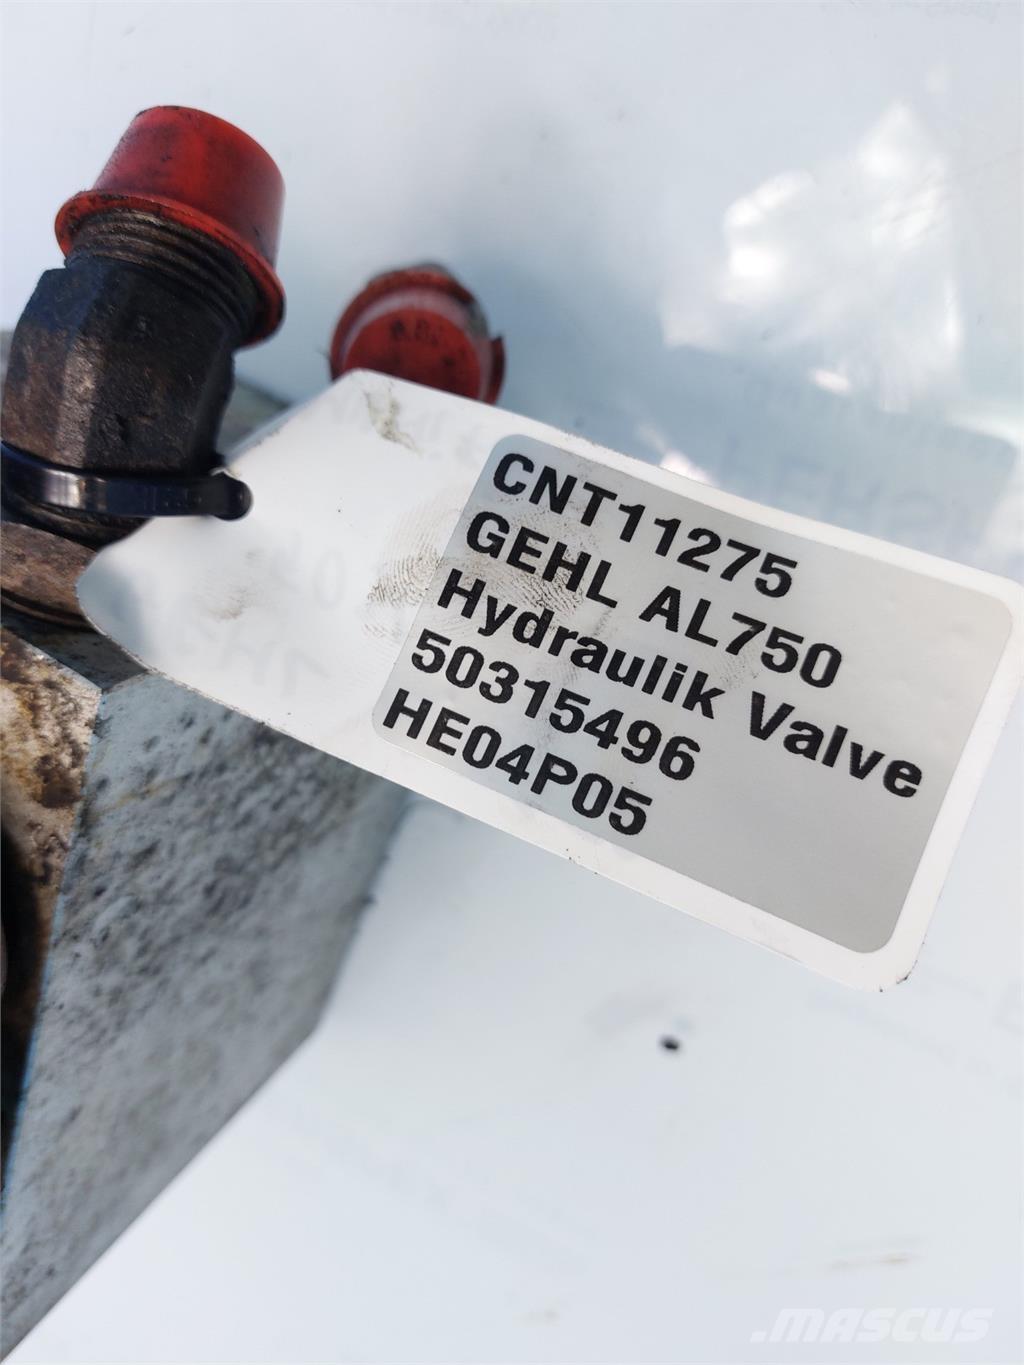 CNT11275
GEHL AL750
Hydraulik Valve
50315496
HE04P05
.MASCUS